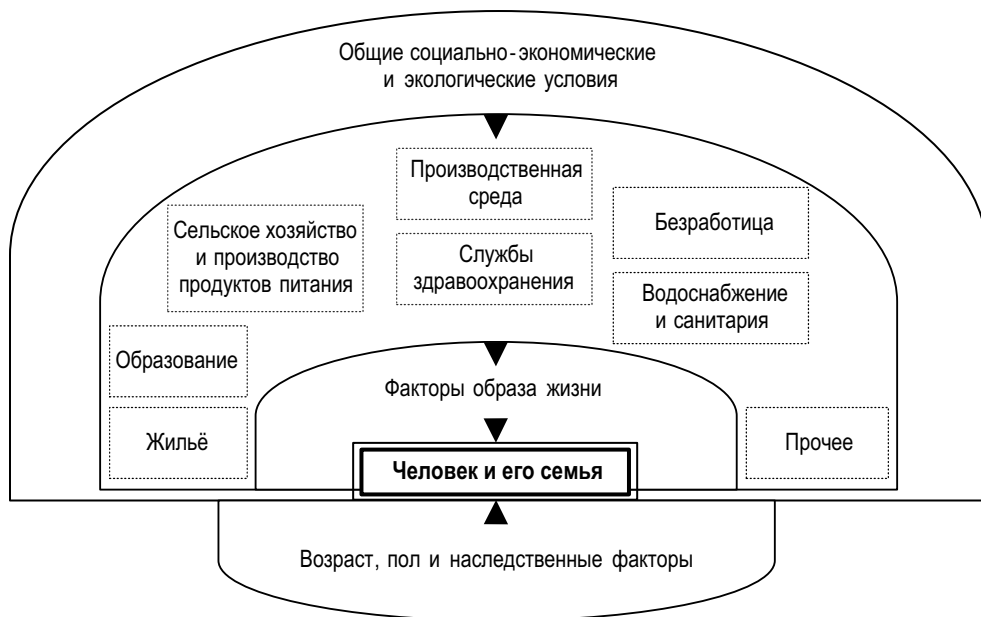 Общие социально-экономические
и экологические условия
Производственная
среда
Безработица
Сельское хозяйство
и производство
продуктов питания
Службы
здравоохранения
Водоснабжение
и санитария
Образование
Факторы образа жизни
Жильё
Прочее
Человек и его семья
Возраст, пол и наследственные факторы